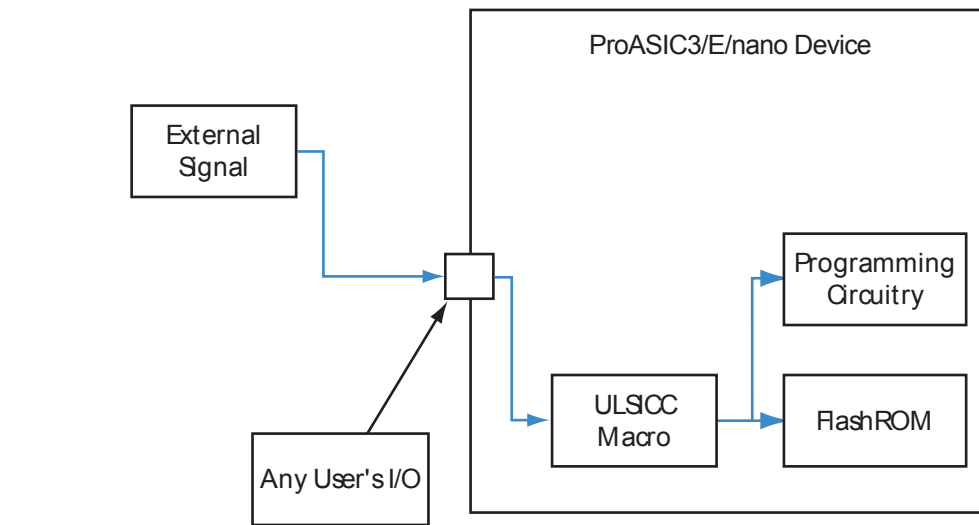 ProASIC3/E/nano Device
External
Signal
Programming
Circuitry
ULSICC
Macro
FlashROM
Any User's I/O